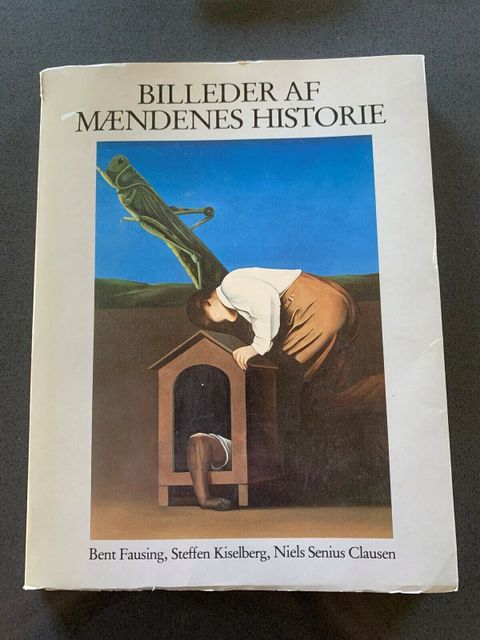 BILLEDER AF
MÆNDENES HISTORIE
Bent Fausing, Steffen Kiselberg, Niels Senius Clausen